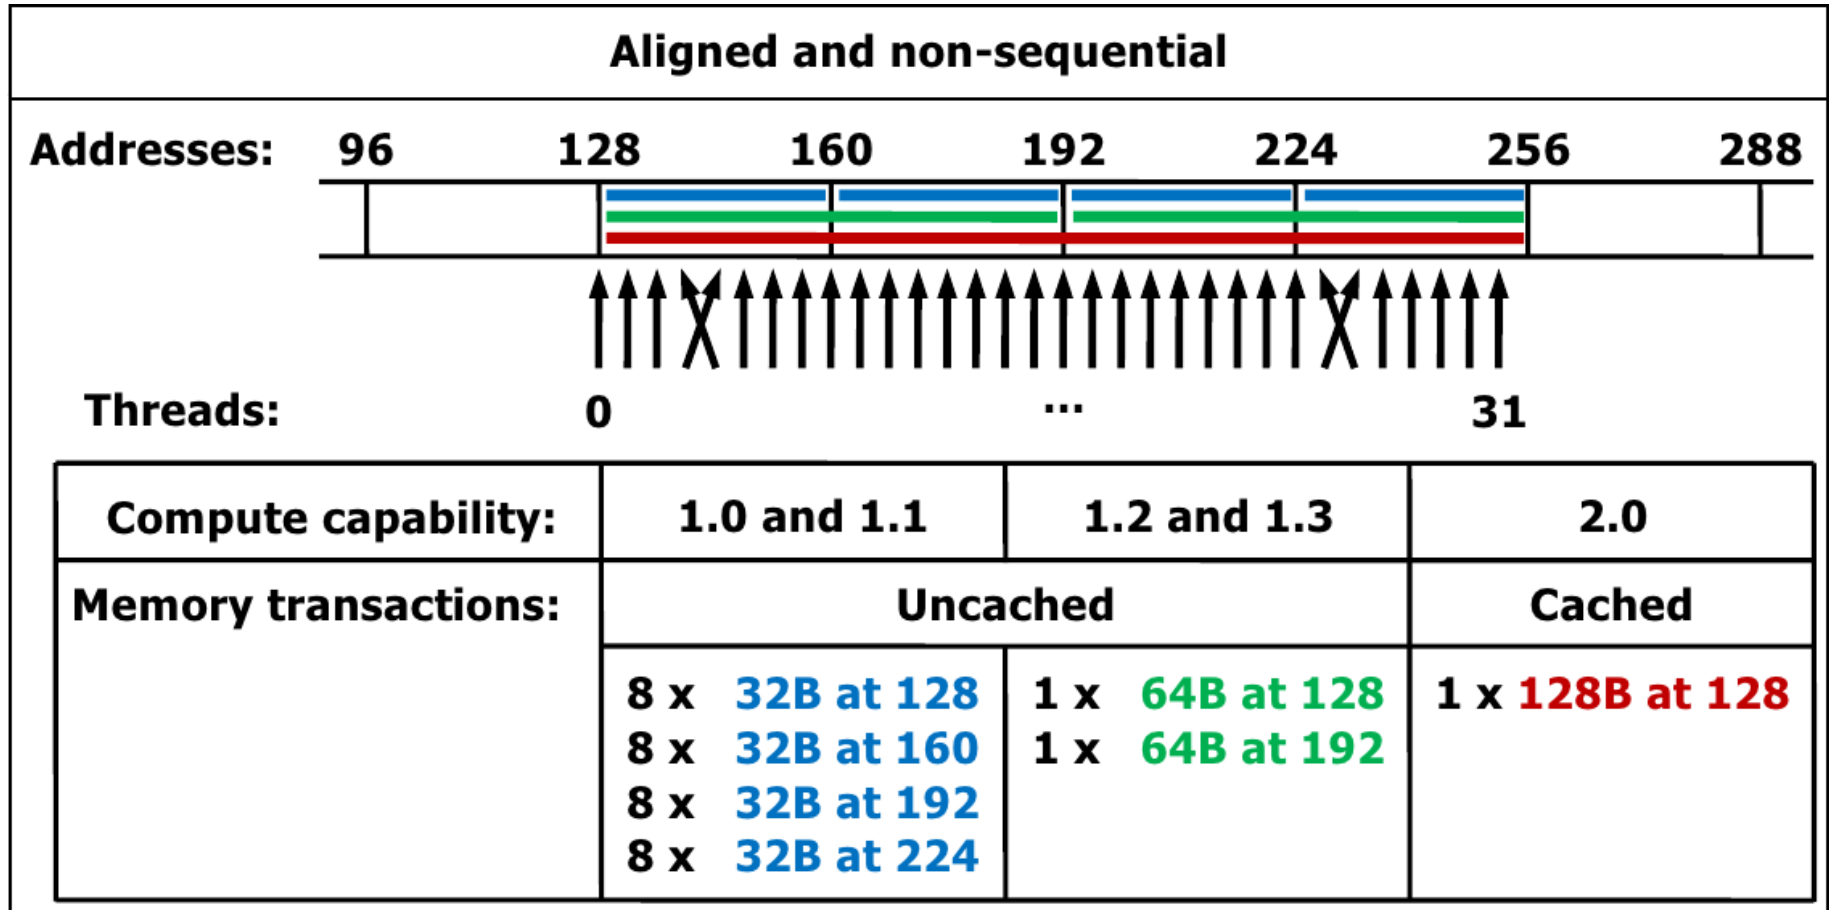 Aligned and non-sequential
Addresses: 96 128 160 192 224 256 288
Threads: 0 ... 31
Compute capability: 1.0 and 1.1 1.2 and 1.3 2.0
Memory transactions: Uncached Cached
8 x 32B at 128 1 x 64B at 128 1 x 128B at 128
8 x 32B at 160 1 x 64B at 192
8 x 32B at 192
8 x 32B at 224